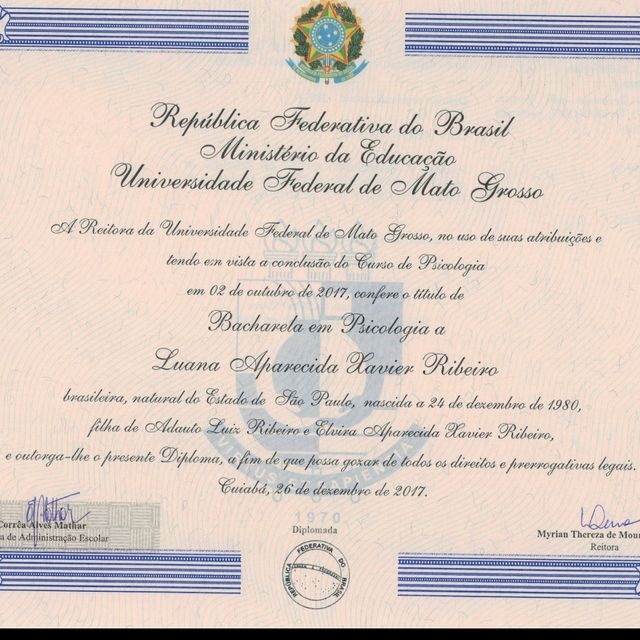 República Federativa do Brasil
Ministério da Educação
Universidade Federal de Mato Grosso
A Reitora da Universidade Federal de Mato Grosso, no uso de suas atribuições e
tendo em vista a conclusão do Curso de Psicologia
em 02 de outubro de 2017, confere o título de
Bacharela em Psicologia a
Luana Aparecida Xavier Ribeiro
brasileira, natural do Estado de São Paulo, nascida a 24 de dezembro de 1980,
filha de Adauto Luiz Ribeiro e Elvira Aparecida Xavier Ribeiro,
e outorga-lhe o presente Diploma, a fim de que possa gozar de todos os direitos e prerrogativas legais.
Cuiabá, 26 de dezembro de 2017.
1970
Corrêa Alves Mathar
a de Administração Escolar
Diplomada
REPÚBLICA FEDERATIVA DO BRASIL
Myrian Thereza de Mour
Reitora